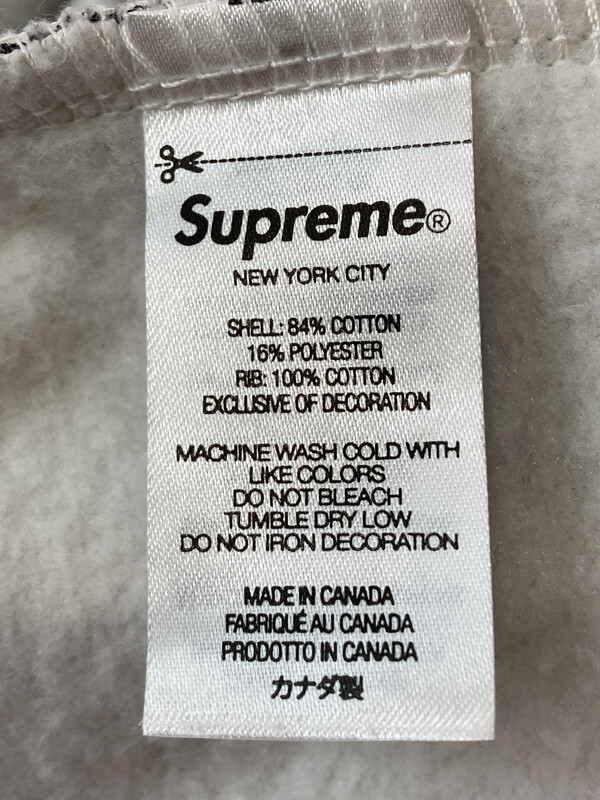 Supreme®
NEW YORK CITY
SHELL: 84% COTTON
16% POLYESTER
RIB: 100% COTTON
EXCLUSIVE OF DECORATION
MACHINE WASH COLD WITH
LIKE COLORS
DO NOT BLEACH
TUMBLE DRY LOW
DO NOT IRON DECORATION
MADE IN CANADA
FABRIQUÉ AU CANADA
PRODOTTO IN CANADA
カナダ製